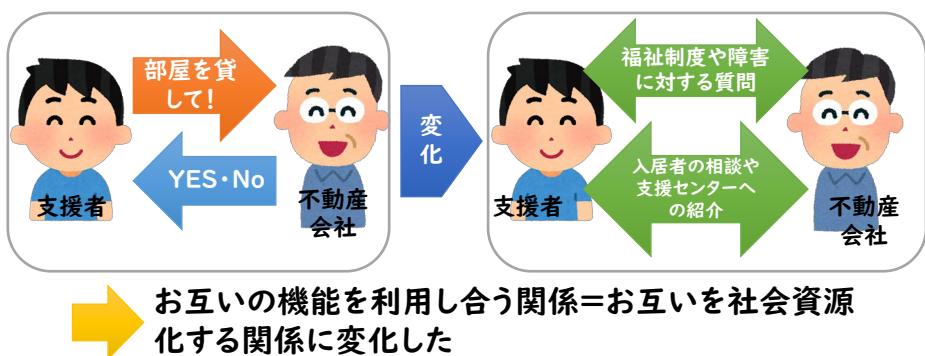 部屋を貸
して!
YES・No
支援者
不動産
会社
変
化
福祉制度や障害
に対する質問
入居者の相談や
支援センターへ
の紹介
支援者
不動産
会社
お互いの機能を利用し合う関係=お互いを社会資源
化する関係に変化した